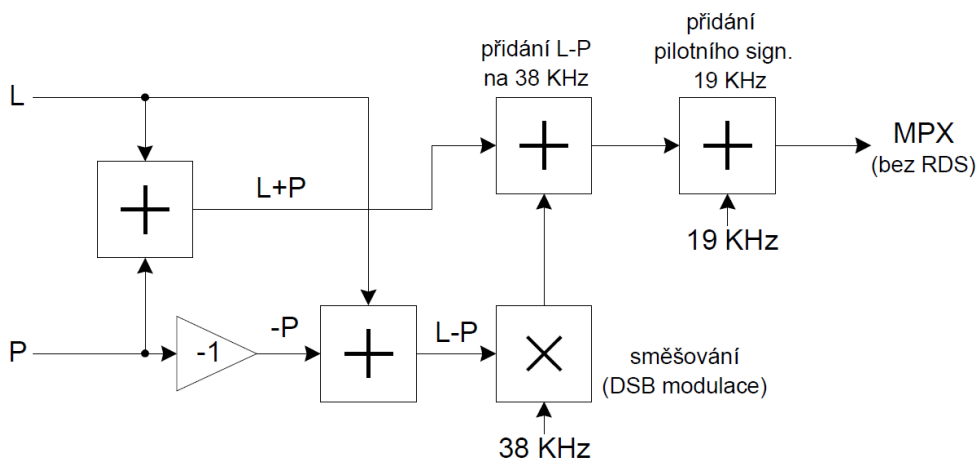 přidání L-P
na 38 KHz
přidání
pilotního sign.
19 KHz
L
MPX
(bez RDS)
+
+
+
L+P
19 KHz
-P
L-P
P
-1
+
×
směšování
(DSB modulace)
38 KHz